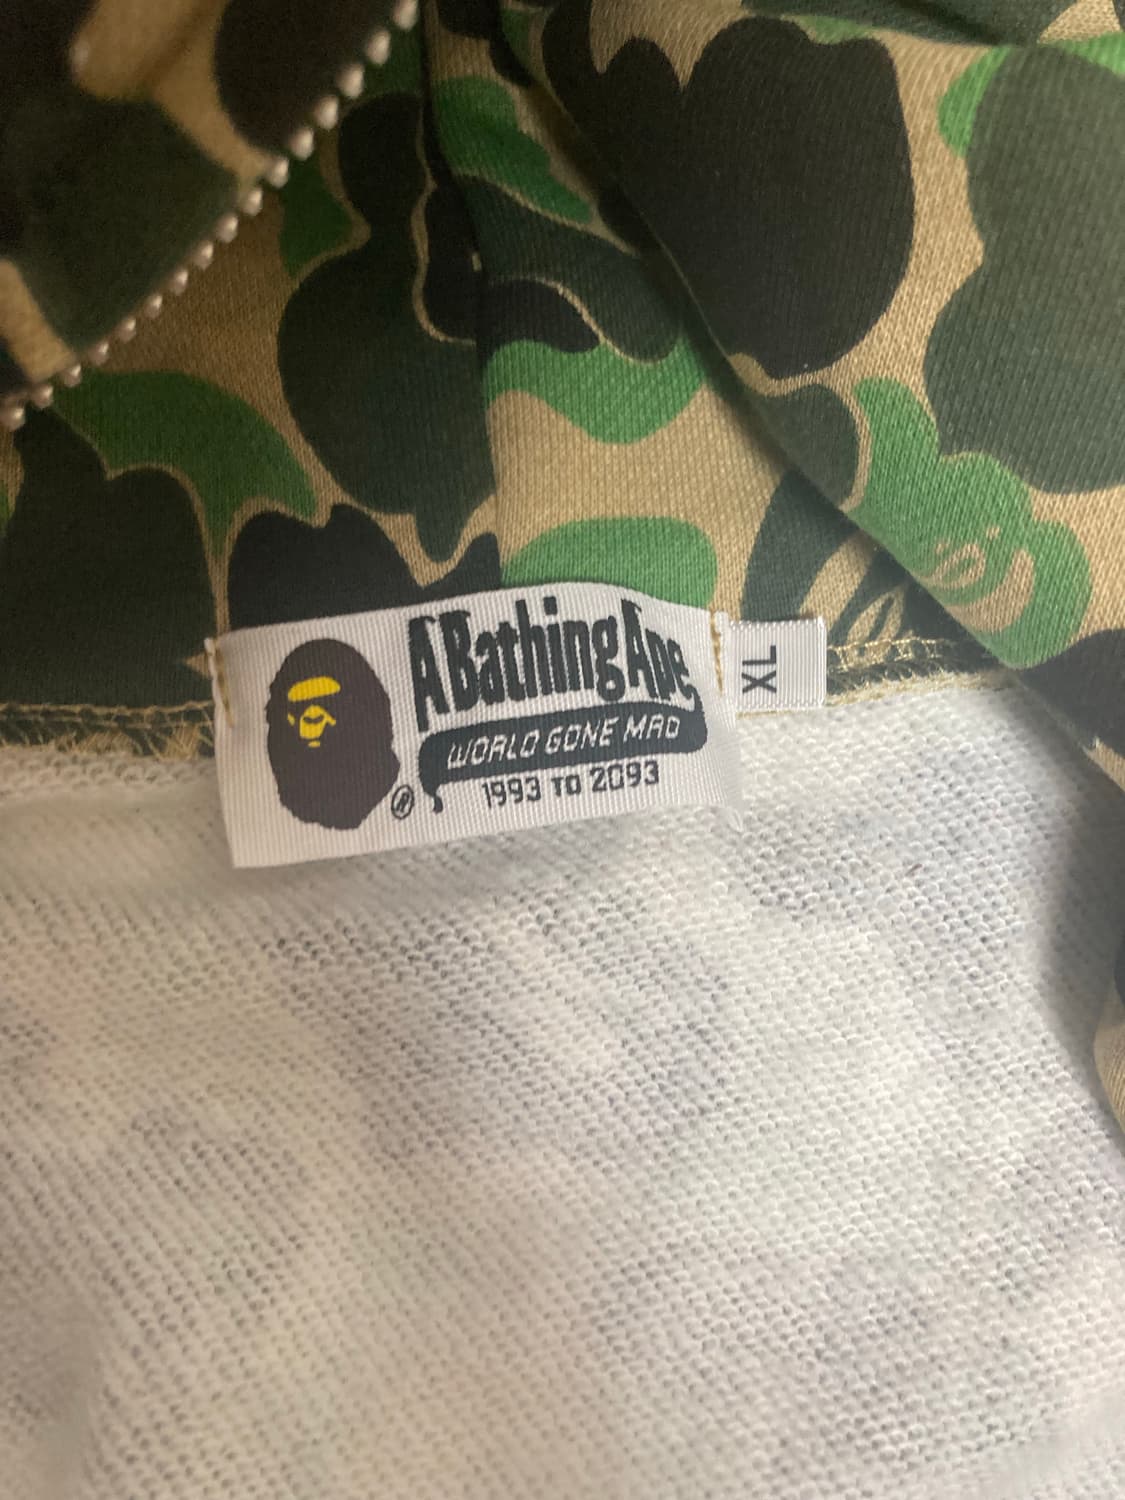 A Bathing Ape
WORLD GONE MAD
1993 TO 2093
®
XL